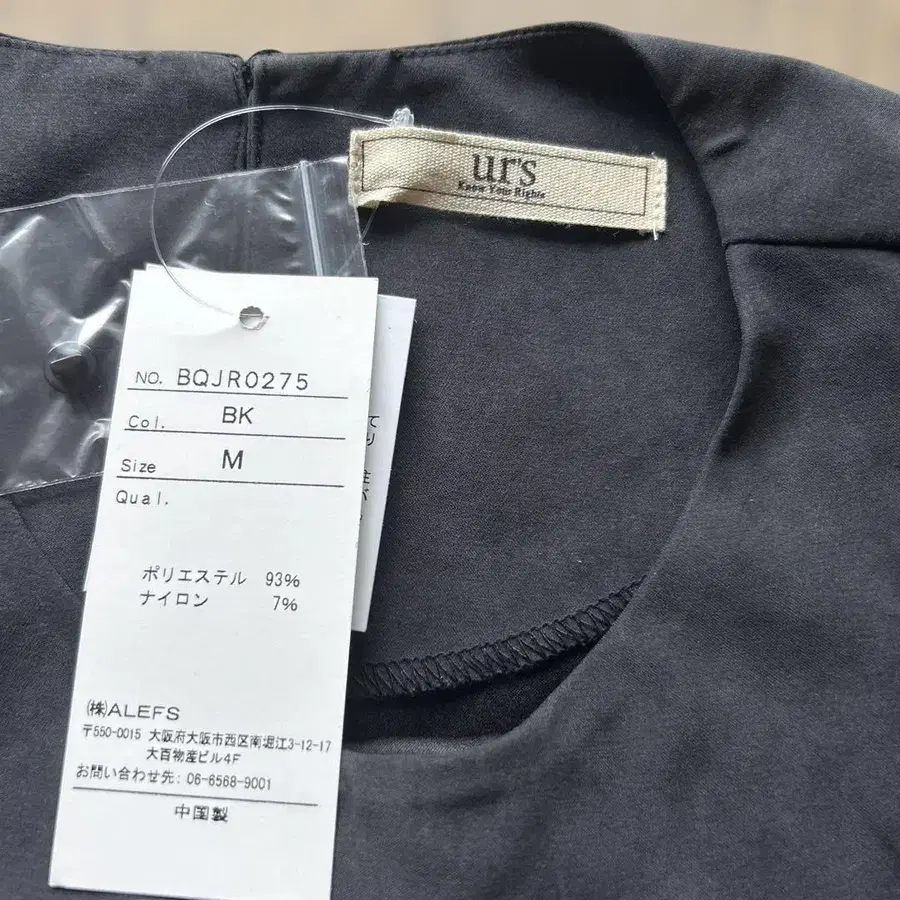 ur's
Know Your Rights
NO. BQJR0275
Col. BK
Size M
Qual.
ポリエステル 93%
ナイロン 7%
㈱ALEFS
〒550-0015 大阪府大阪市西区南堀江3-12-17
大百物産ビル4F
お問い合わせ先: 06-6568-9001
中国製
て
り